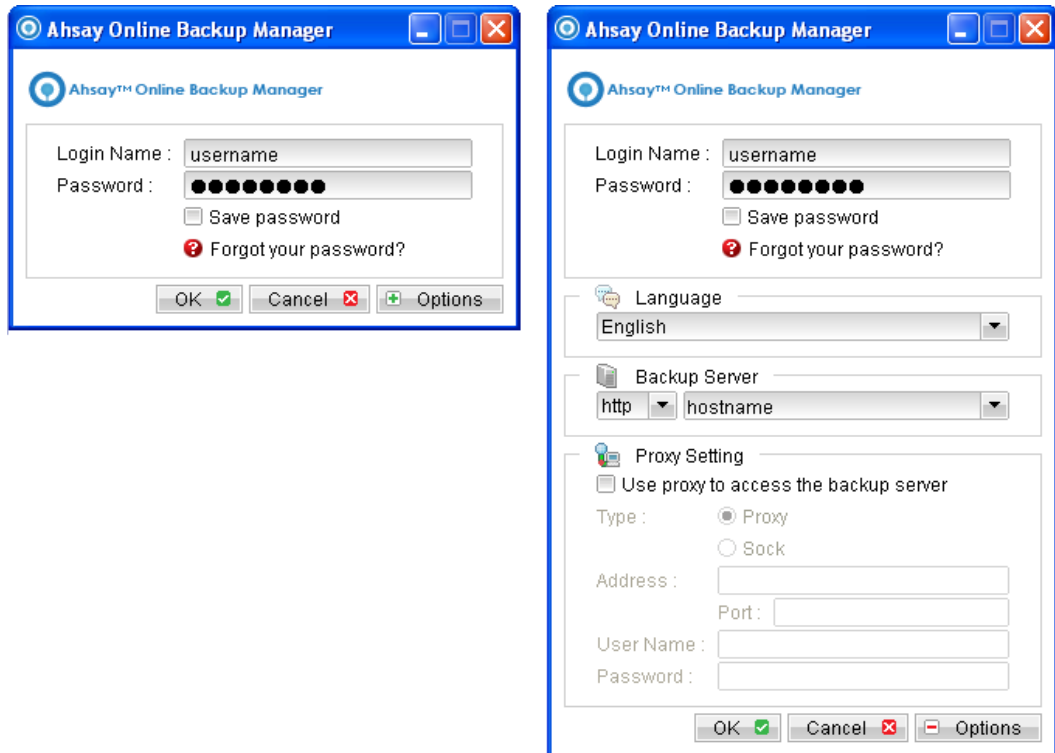 Ahsay Online Backup Manager
Ahsay™ Online Backup Manager
Login Name : username
Password : ●●●●●●●●
Save password
Forgot your password?
OK Cancel Options
Ahsay Online Backup Manager
Ahsay™ Online Backup Manager
Login Name : username
Password : ●●●●●●●●
Save password
Forgot your password?
Language
English
Backup Server
http hostname
Proxy Setting
Use proxy to access the backup server
Type : Proxy
Sock
Address :
Port :
User Name :
Password :
OK Cancel Options